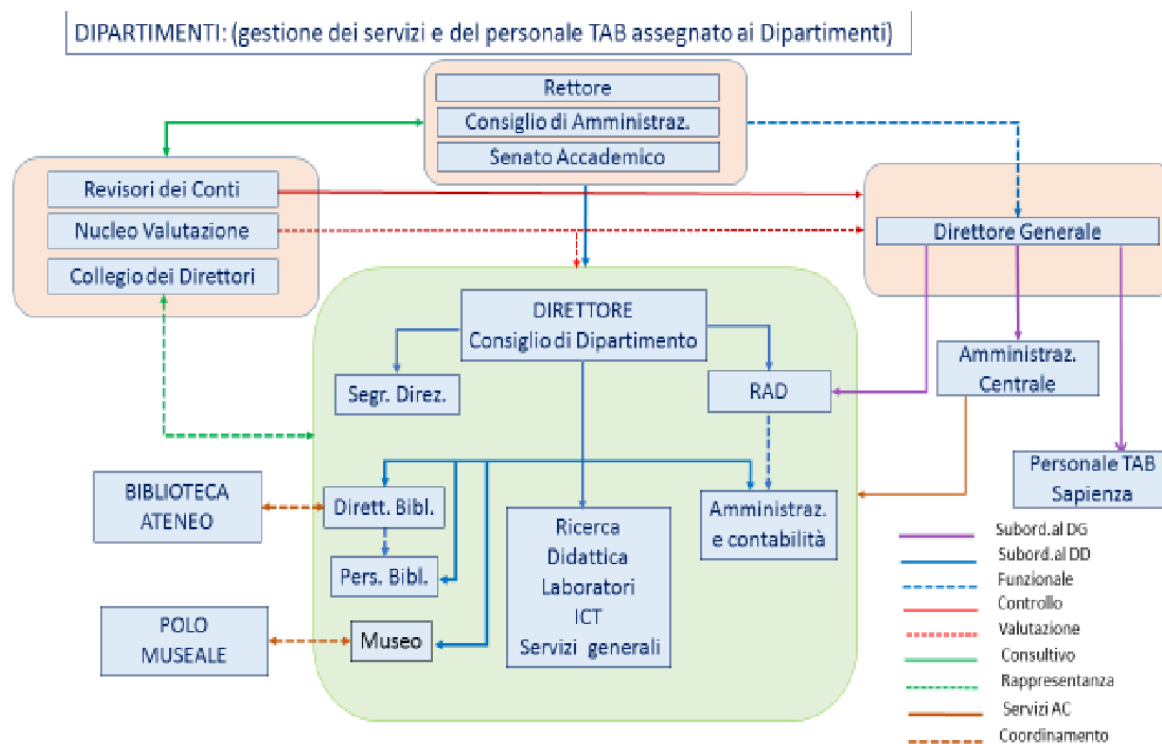 DIPARTIMENTI: (gestione dei servizi e del personale TAB assegnato ai Dipartimenti)
Rettore
Consiglio di Amministraz.
Senato Accademico
Revisori dei Conti
Nucleo Valutazione
Collegio dei Direttori
Direttore Generale
DIRETTORE
Consiglio di Dipartimento
Segr. Direz.
RAD
Amministraz.
Centrale
Personale TAB
Sapienza
BIBLIOTECA
ATENEO
Dirett. Bibl.
Pers. Bibl.
Ricerca
Didattica
Laboratori
ICT
Servizi generali
Amministraz.
e contabilità
POLO
MUSEALE
Museo
Subord.al DG
Subord.al DD
Funzionale
Controllo
Valutazione
Consultivo
Rappresentanza
Servizi AC
Coordinamento